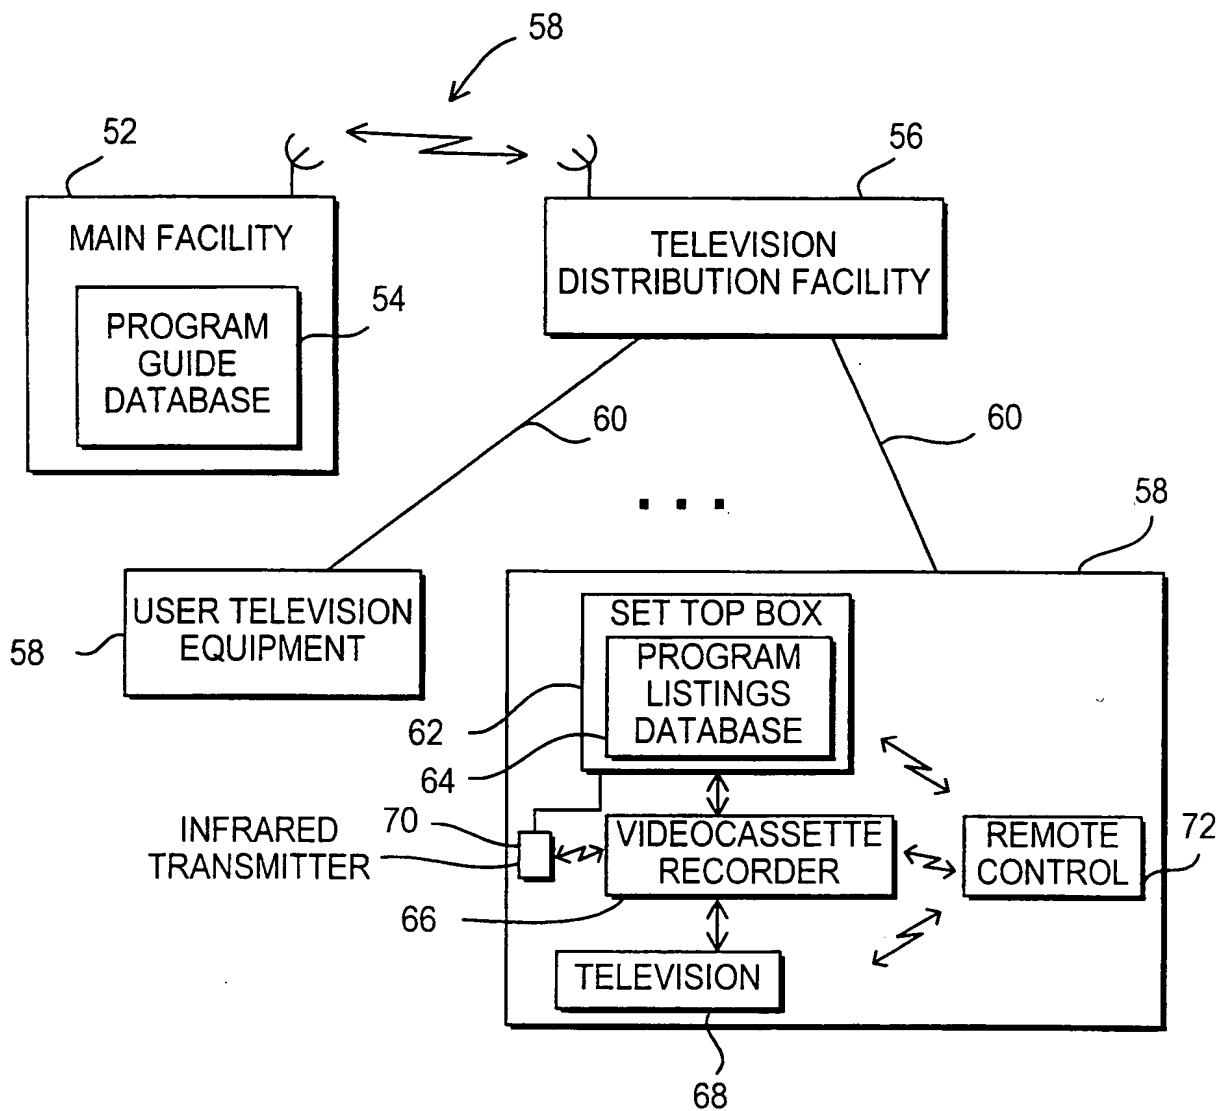 58
52
56
MAIN FACILITY
TELEVISION
DISTRIBUTION FACILITY
54
PROGRAM
GUIDE
DATABASE
60
60
58
USER TELEVISION
EQUIPMENT
58
SET TOP BOX
PROGRAM
LISTINGS
DATABASE
62
64
70
INFRARED
TRANSMITTER
VIDEOCASSETTE
RECORDER
REMOTE
CONTROL
72
66
TELEVISION
68